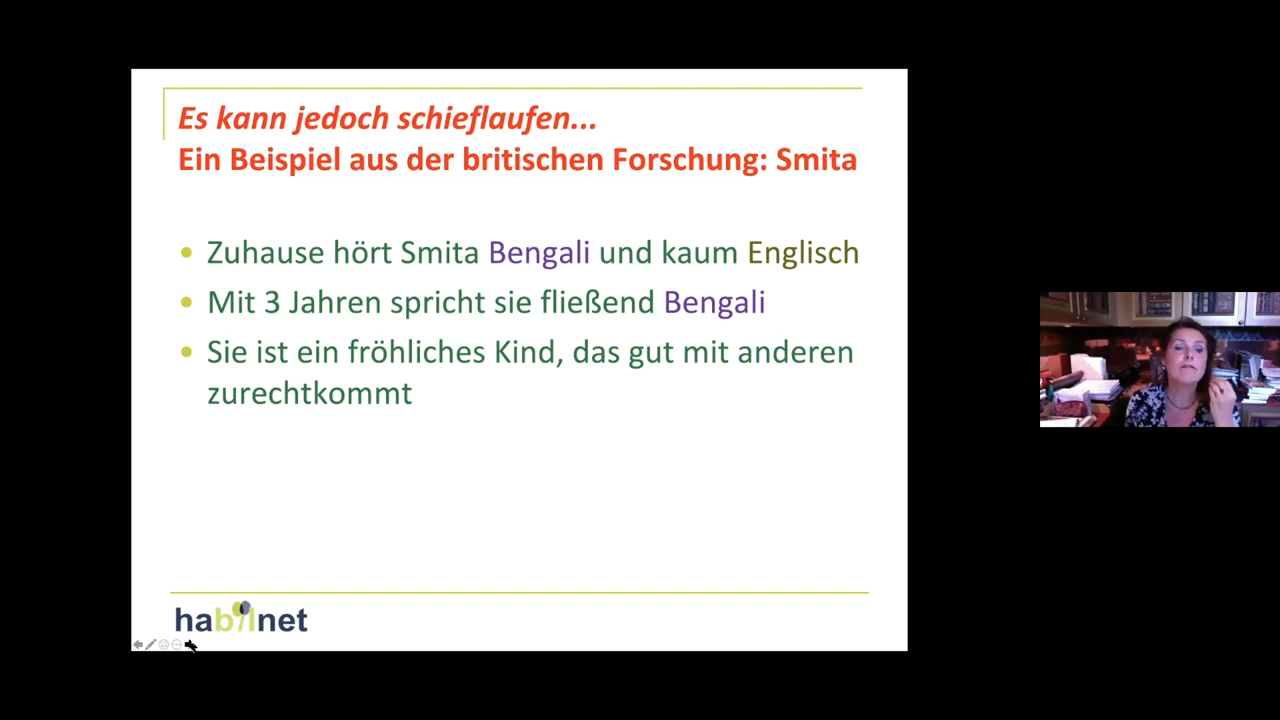 Es kann jedoch schieflaufen...
Ein Beispiel aus der britischen Forschung: Smita
Zuhause hört Smita Bengali und kaum Englisch
Mit 3 Jahren spricht sie fließend Bengali
Sie ist ein fröhliches Kind, das gut mit anderen
zurechtkommt
habilnet